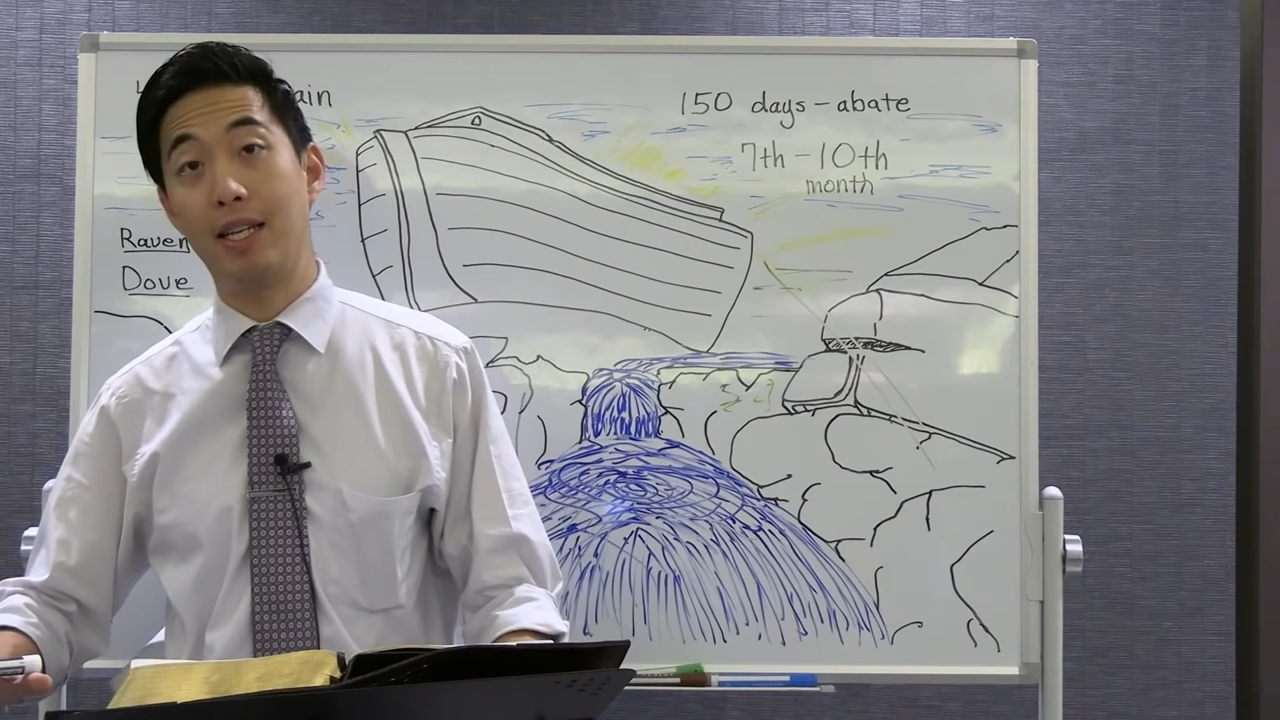 ain
150 days - abate
7th - 10th
month
Raven
Dove